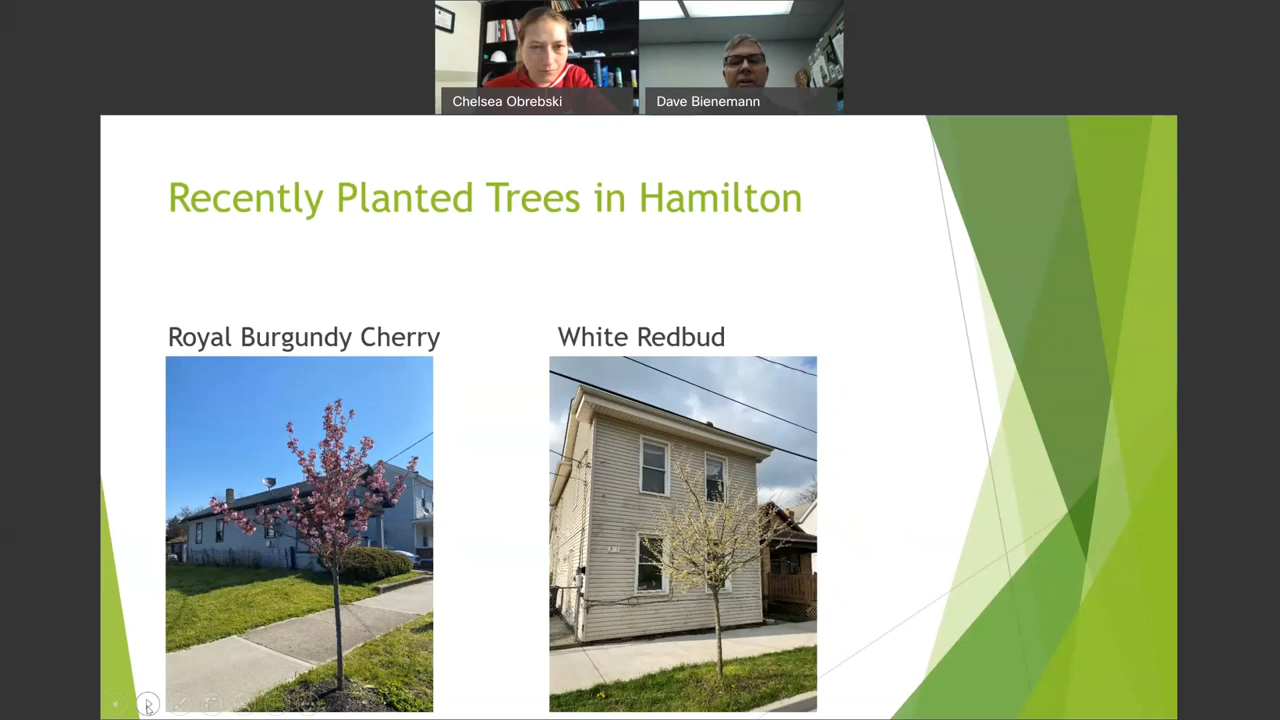 Chelsea Obrebski
Dave Bienemann
Recently Planted Trees in Hamilton
Royal Burgundy Cherry
White Redbud